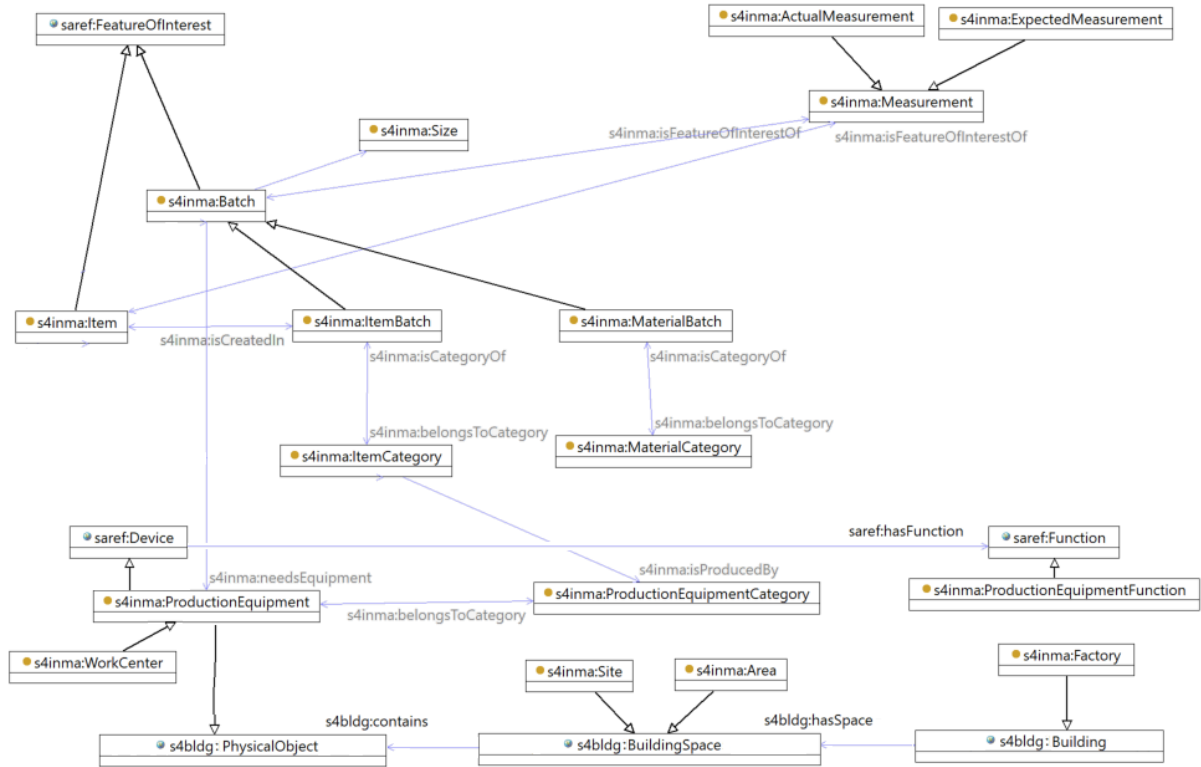 saref:FeatureOfInterest
s4inma:ActualMeasurement
s4inma:ExpectedMeasurement
s4inma:Measurement
s4inma:Size
s4inma:isFeatureOfInterestOf
s4inma:isFeatureOfInterestOf
s4inma:Batch
s4inma:Item
s4inma:ItemBatch
s4inma:MaterialBatch
s4inma:isCreatedIn
s4inma:isCategoryOf
s4inma:isCategoryOf
s4inma:belongsToCategory
s4inma:belongsToCategory
s4inma:ItemCategory
s4inma:MaterialCategory
saref:Device
saref:hasFunction
saref:Function
s4inma:needsEquipment
s4inma:isProducedBy
s4inma:ProductionEquipment
s4inma:belongsToCategory
s4inma:ProductionEquipmentCategory
s4inma:ProductionEquipmentFunction
s4inma:WorkCenter
s4inma:Site
s4inma:Area
s4inma:Factory
s4bldg:contains
s4bldg:hasSpace
s4bldg: PhysicalObject
s4bldg: BuildingSpace
s4bldg: Building